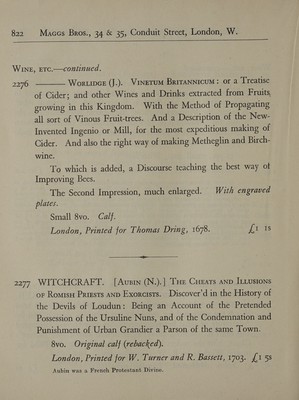 822 MAGGS BROS., 34 & 35, Conduit Street, London, W.
WINE, ETC.—continued.
2276 ——— WORLIDGE (J.). VINETUM BRITANNICUM: or a Treatise
of Cider; and other Wines and Drinks extracted from Fruits,
growing in this Kingdom. With the Method of Propagating
all sort of Vinous Fruit-trees. And a Description of the New-
Invented Ingenio or Mill, for the most expeditious making of
Cider. And also the right way of making Metheglin and Birch-
wine.
To which is added, a Discourse teaching the best way of
Improving Bees.
The Second Impression, much enlarged. With engraved
plates.
Small 8vo. Calf.
London, Printed for Thomas Dring, 1678. £1 1s
2277 WITCHCRAFT. [AUBIN (N.).] THE CHEATS AND ILLUSIONS
OF ROMISH PRIESTS AND EXORCISTS. Discover'd in the History of
the Devils of Loudun: Being an Account of the Pretended
Possession of the Ursuline Nuns, and of the Condemnation and
Punishment of Urban Grandier a Parson of the same Town.
8vo. Original calf (rebacked).
London, Printed for W. Turner and R. Bassett, 1703. £1 5s
Aubin was a French Protestant Divine.